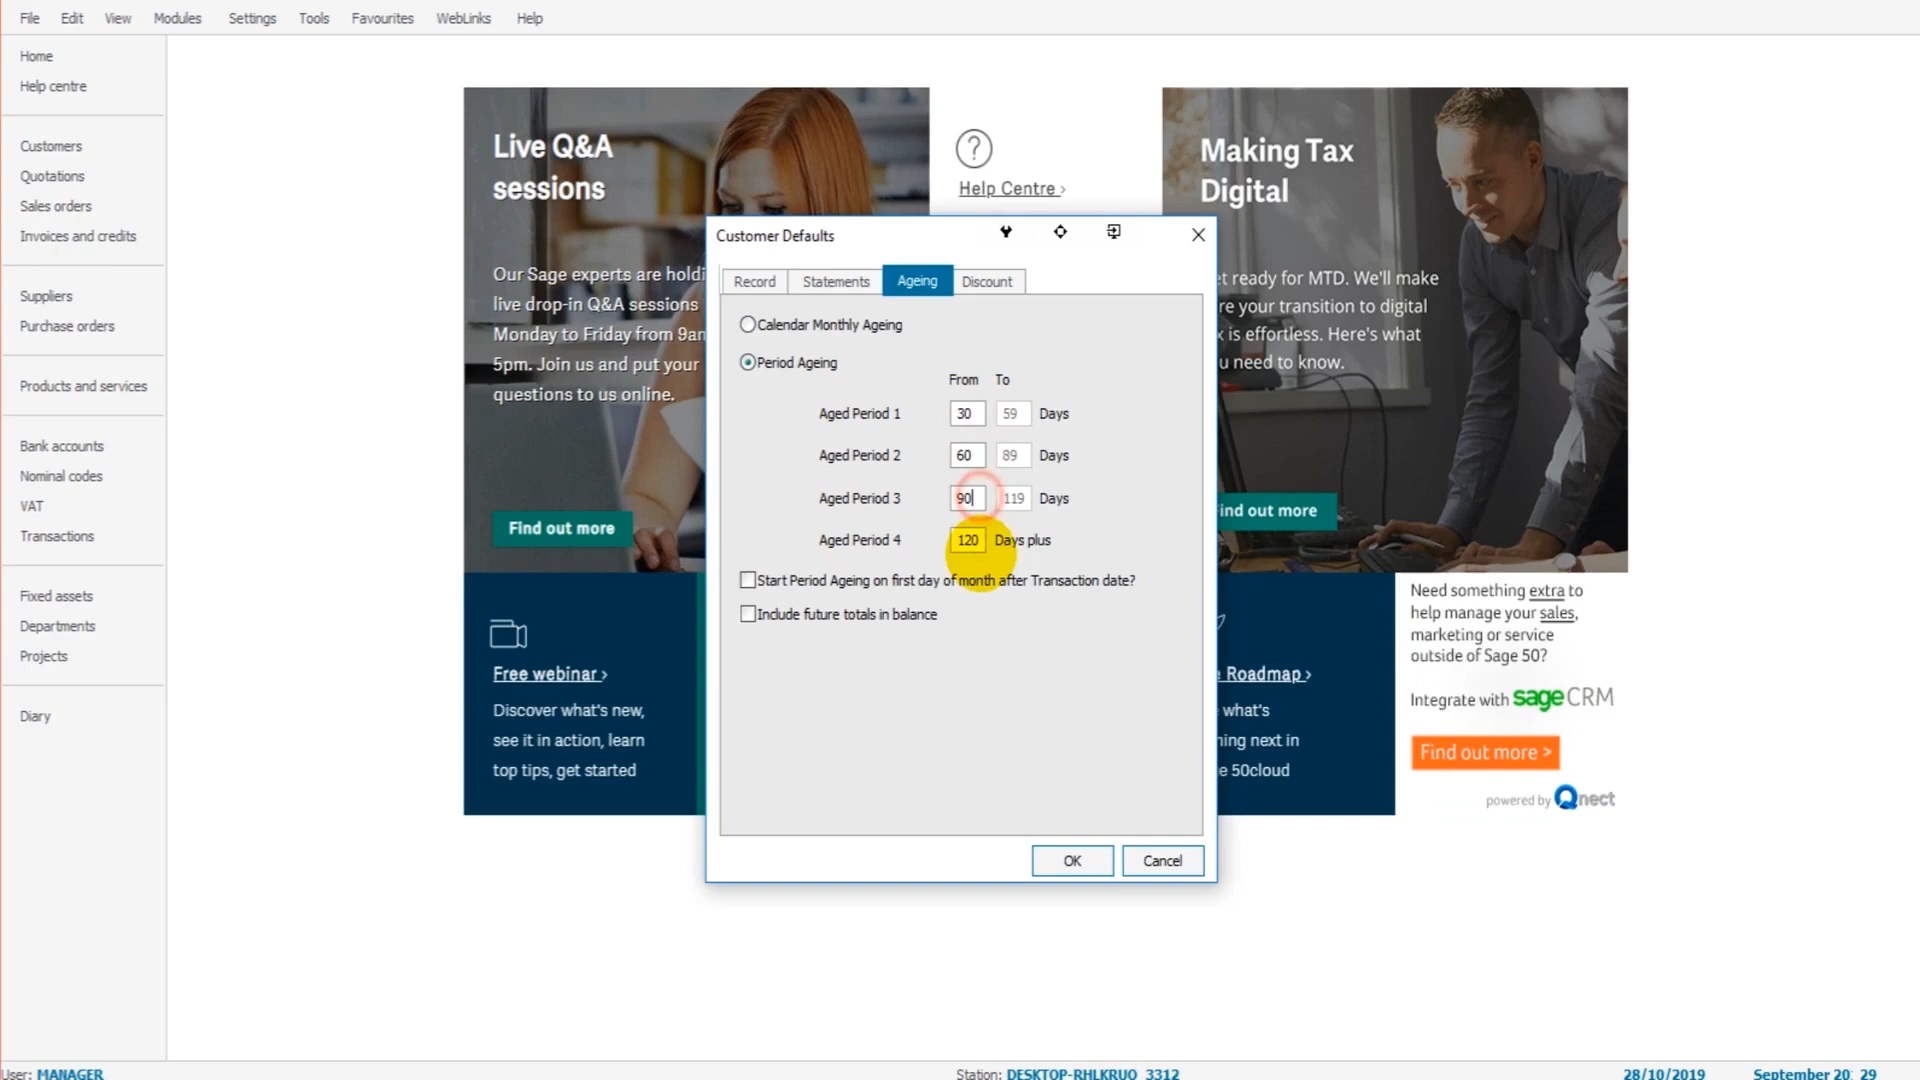 File Edit View Modules Settings Tools Favourites WebLinks Help
Home
Help centre
Customers
Quotations
Sales orders
Invoices and credits
Suppliers
Purchase orders
Products and services
Bank accounts
Nominal codes
VAT
Transactions
Fixed assets
Departments
Projects
Diary
Live Q&A
sessions
Our Sage experts are holdi
live drop-in Q&A sessions
Monday to Friday from 9am
5pm. Join us and put your
questions to us online.
Find out more
?
Help Centre ›
Making Tax
Digital
et ready for MTD. We'll make
re your transition to digital
x is effortless. Here's what
u need to know.
ind out more
Customer Defaults
Record Statements Ageing Discount
Calendar Monthly Ageing
Period Ageing
From To
Aged Period 1 30 59 Days
Aged Period 2 60 89 Days
Aged Period 3 90 119 Days
Aged Period 4 120 Days plus
Start Period Ageing on first day of month after Transaction date?
Include future totals in balance
OK Cancel
Free webinar ›
Discover what's new,
see it in action, learn
top tips, get started
Roadmap ›
what's
ing next in
e 50cloud
Need something extra to
help manage your sales,
marketing or service
outside of Sage 50?
Integrate with sage CRM
Find out more >
powered by Qnect
User: MANAGER Station: DESKTOP-RHLKRUO 3312 28/10/2019 September 20 29